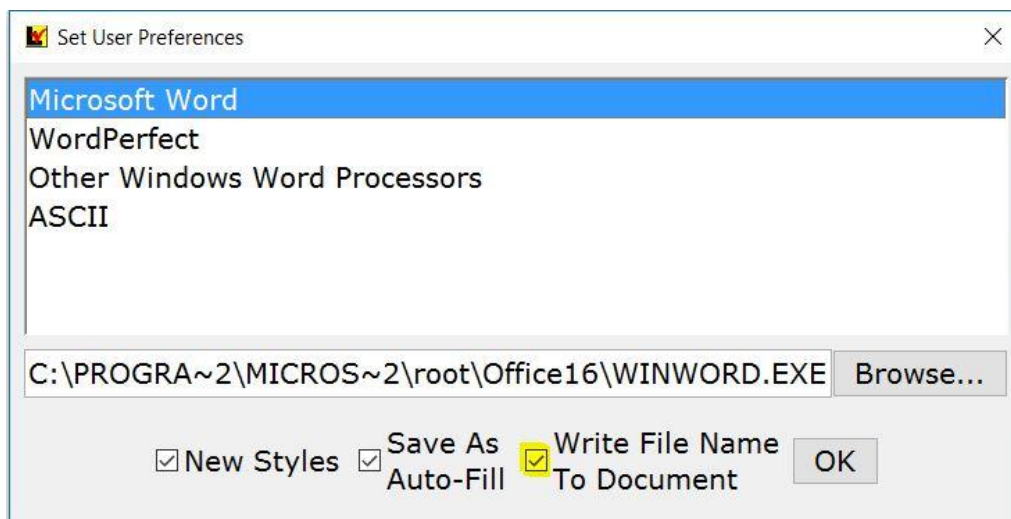 Set User Preferences
Microsoft Word
WordPerfect
Other Windows Word Processors
ASCII
C:\PROGRA~2\MICROS~2\root\Office16\WINWORD.EXE Browse...
New Styles
Save As
Auto-Fill
Write File Name
To Document
OK